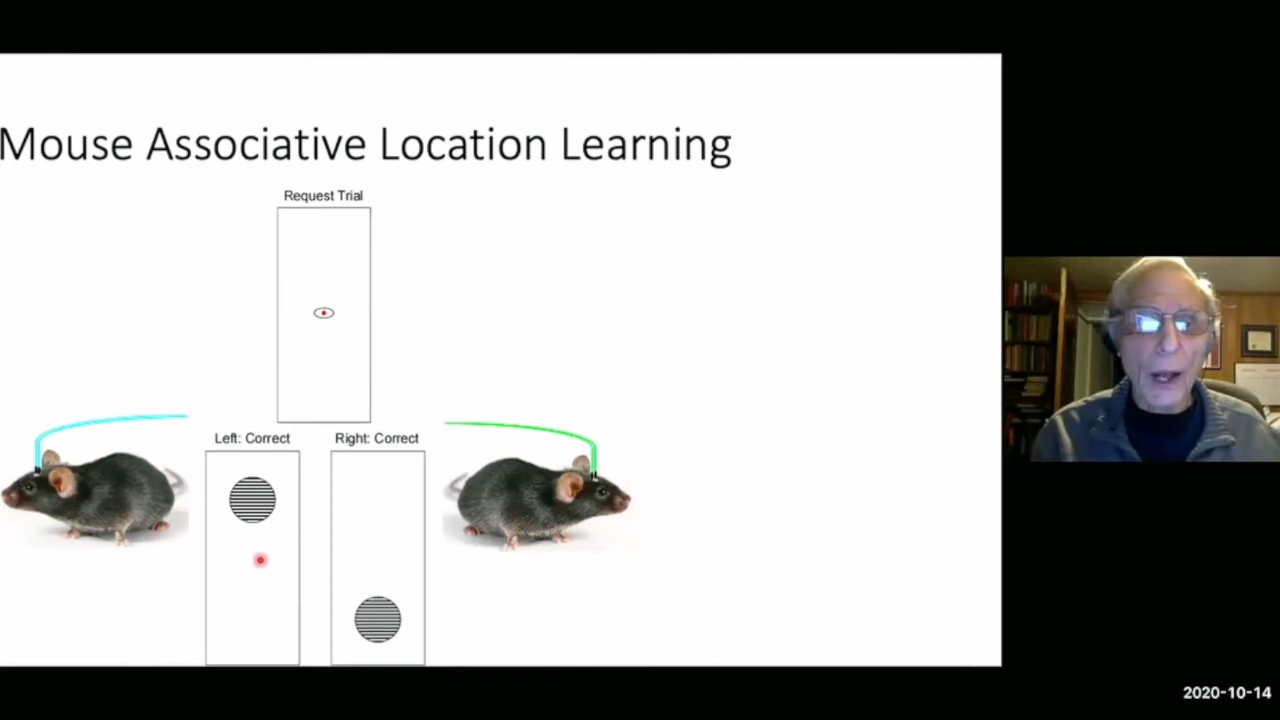 Mouse Associative Location Learning
Request Trial
Left: Correct
Right: Correct
2020-10-14